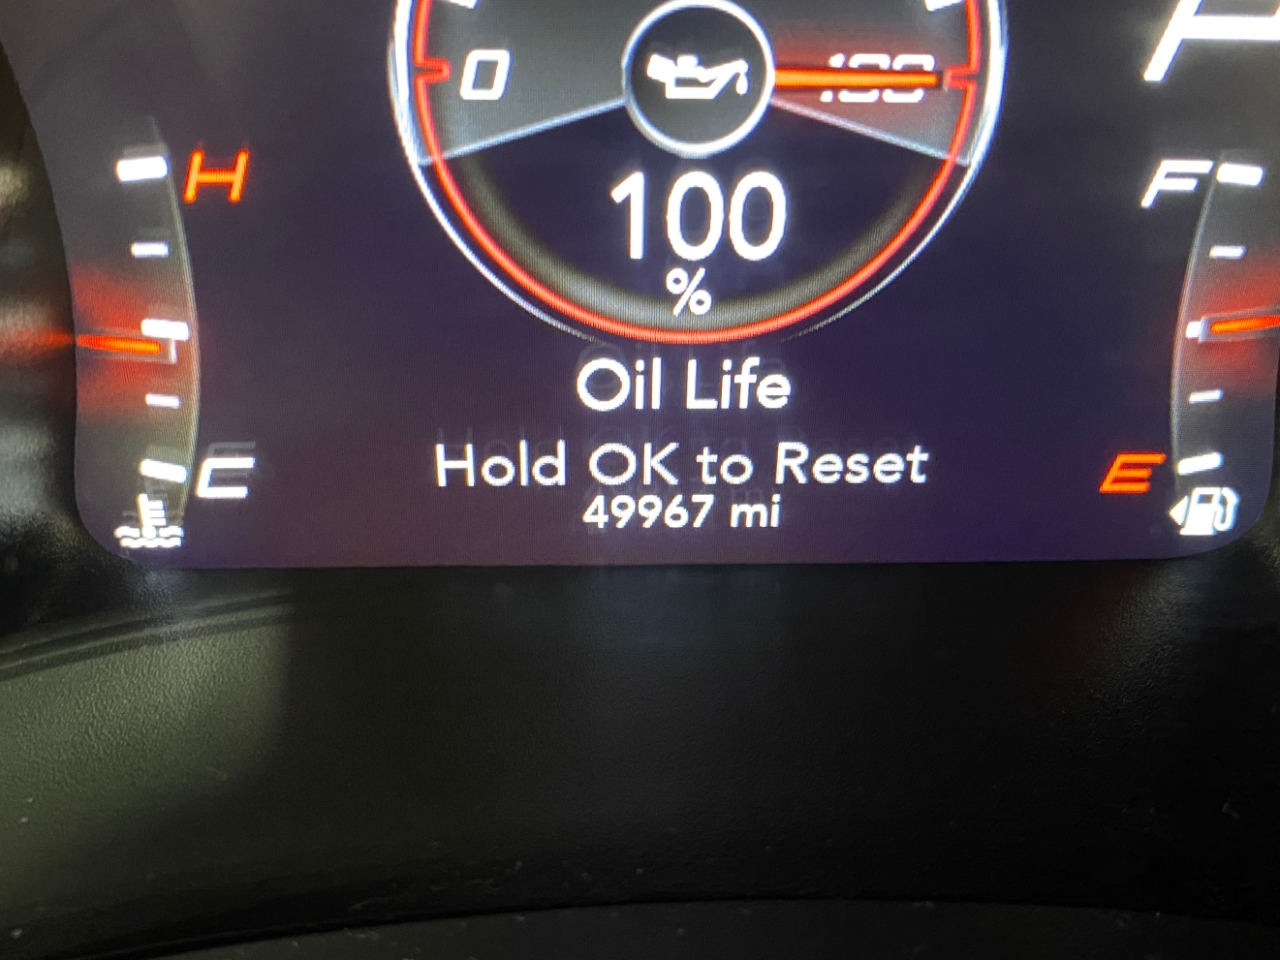 0 100
H
F
100
%
Oil Life
Hold OK to Reset
C
E
49967 mi